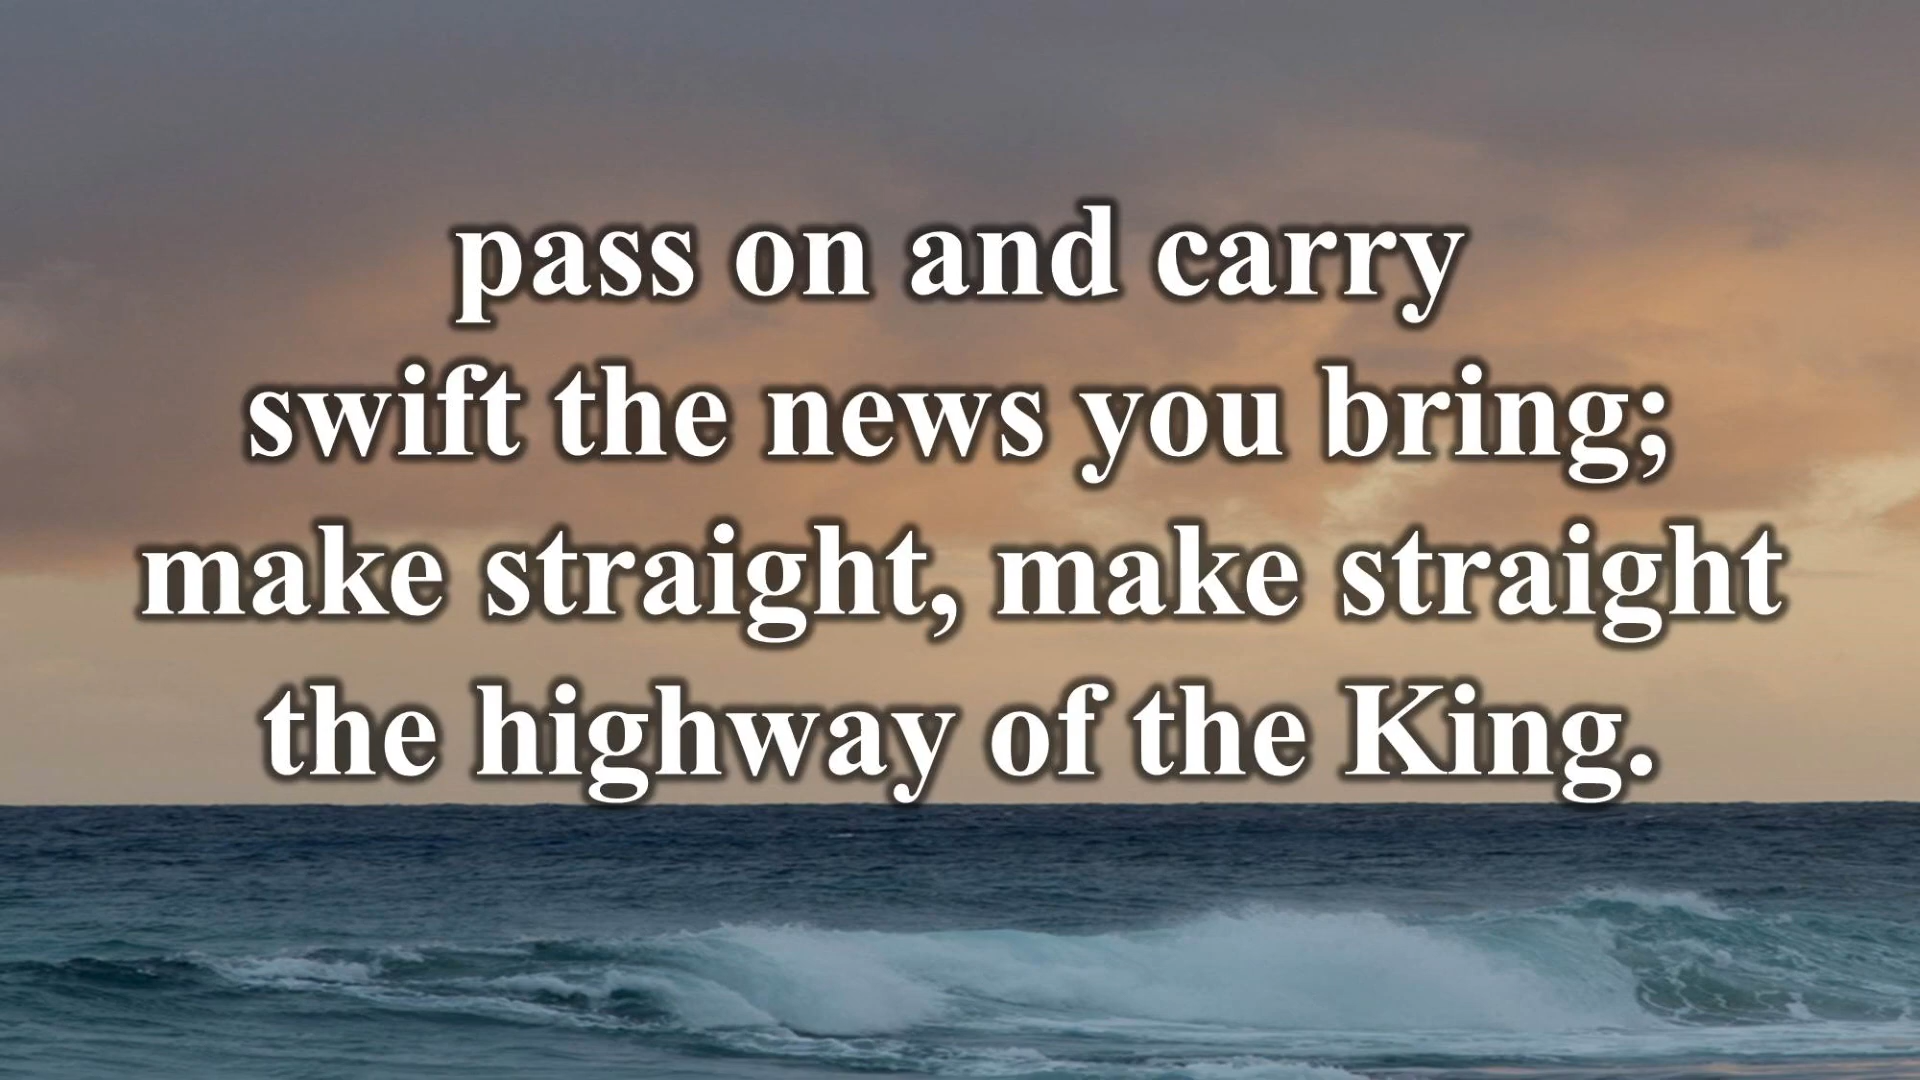 pass on and carry
swift the news you bring;
make straight, make straight
the highway of the King.